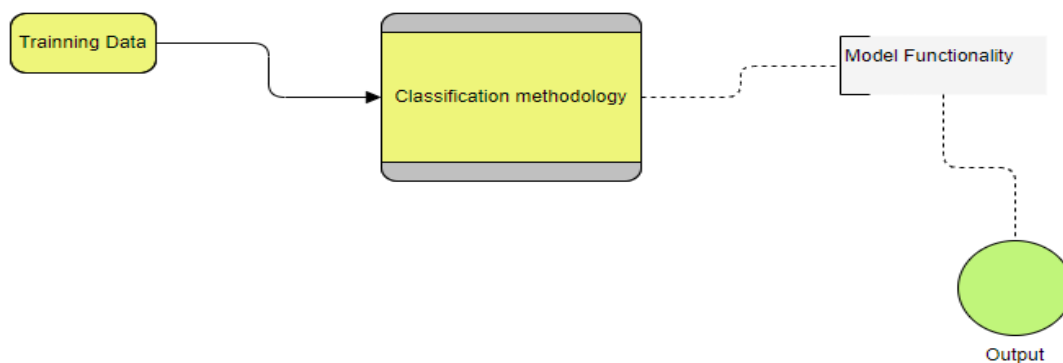 Trainning Data
Classification methodology
Model Functionality
Output